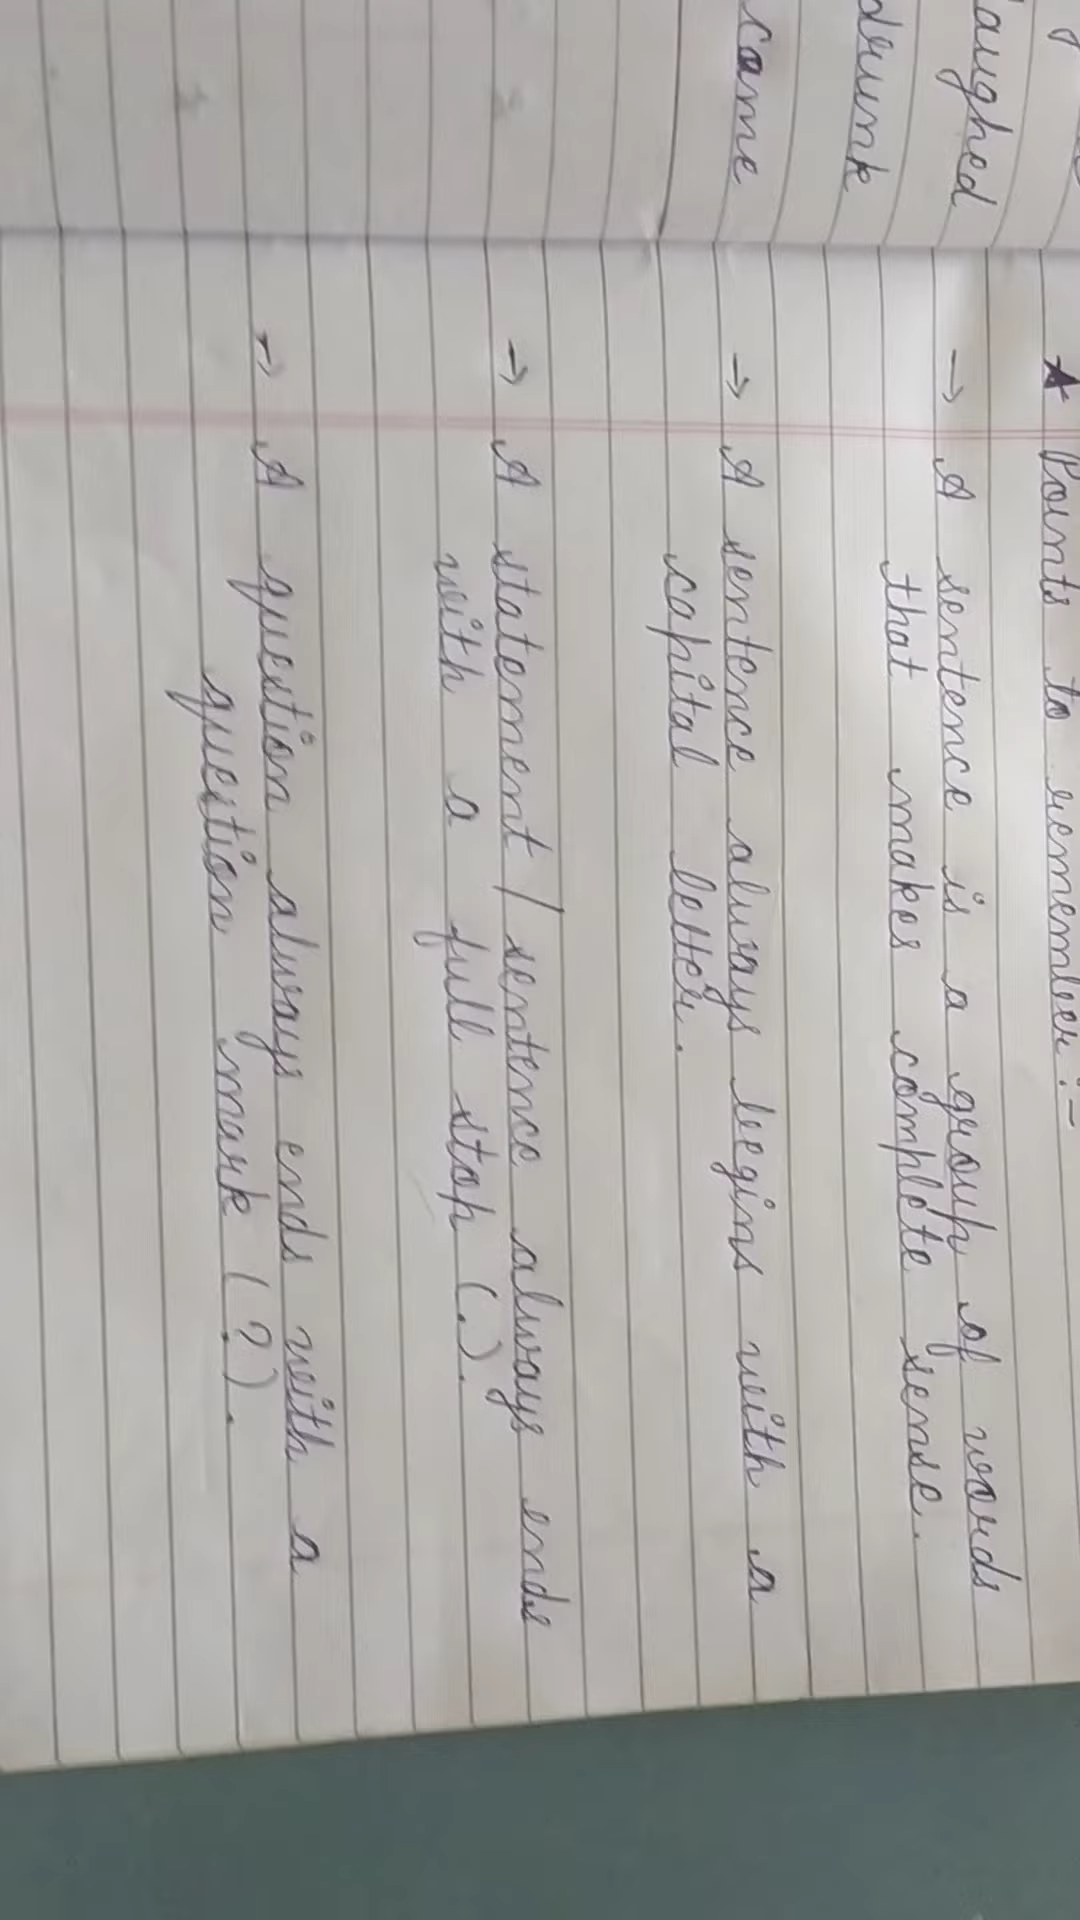 laughed
drunk
came
★ Points to remember :-
→ A sentence is a group of words
that makes complete sense.
→ A sentence always begins with a
capital letter.
→ A statement / sentence always ends
with a full stop (.).
→ A question always ends with a
question mark (?).